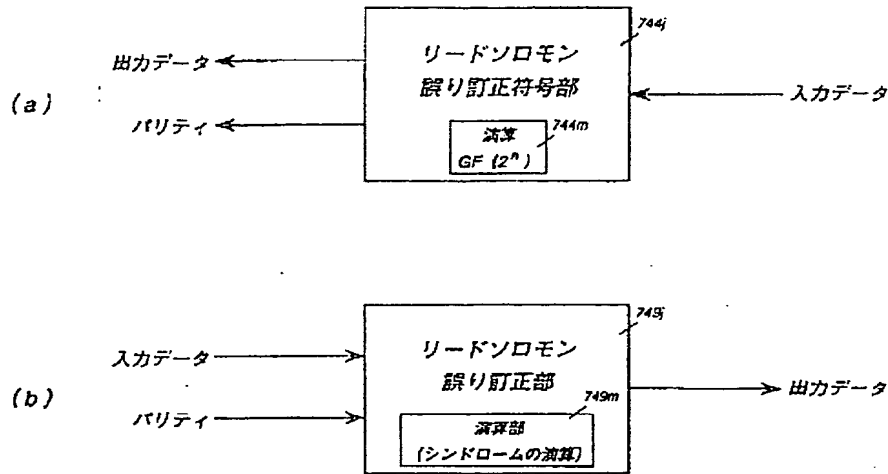 (a)
744j
リードソロモン
誤り訂正符号部
出力データ
パリティ
入力データ
演算
GF (2ⁿ)
744m
(b)
749j
リードソロモン
誤り訂正部
入力データ
パリティ
出力データ
749m
演算部
(シンドロームの演算)